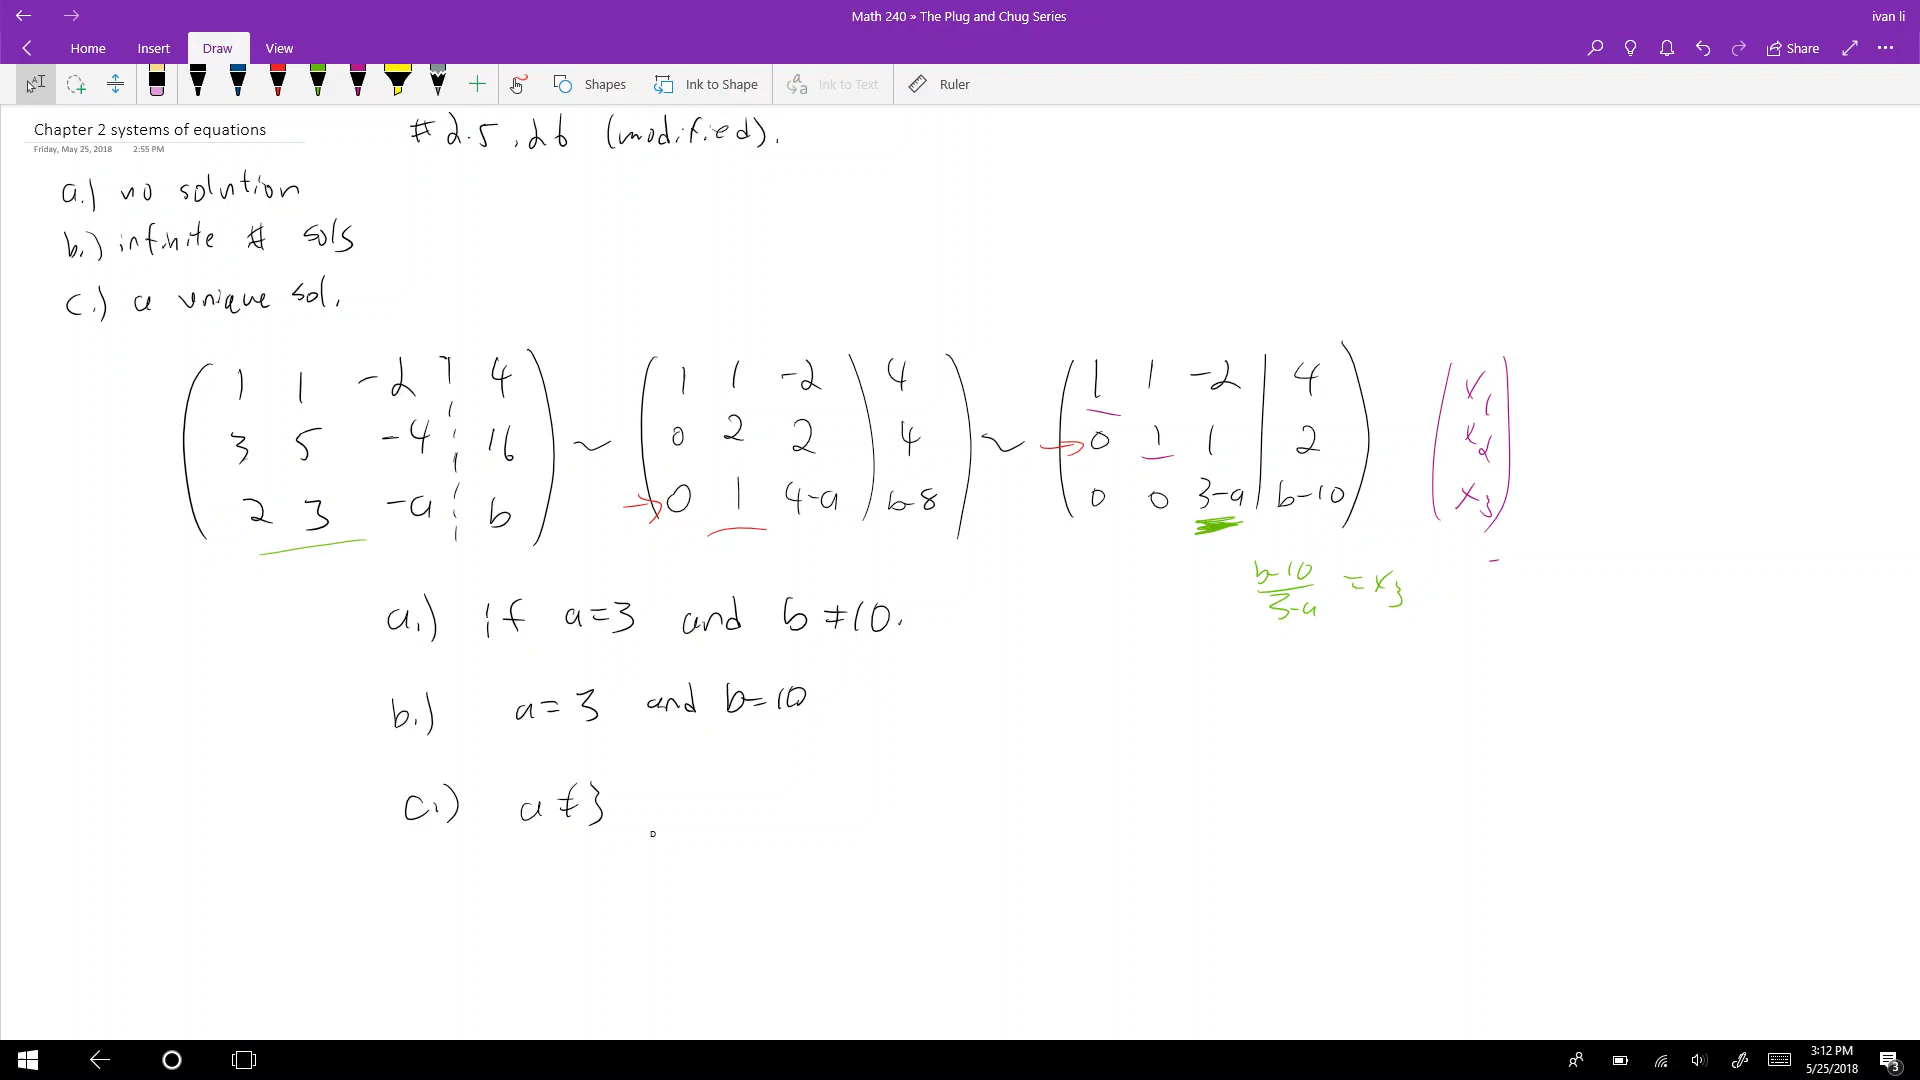 Math 240 » The Plug and Chug Series
ivan li
Home Insert Draw View
Share
Shapes Ink to Shape Ink to Text Ruler
Chapter 2 systems of equations
Friday, May 25, 2018 2:55 PM
#2.5, 26 (modified).
a.) no solution
b.) infinite # sols
c.) a unique sol.
1 1 -2 4 ~ 1 1 -2 4 ~ 1 1 -2 | 4 x1
3 5 -4 16 0 2 2 4 → 0 1 1 | 2 x2
2 3 -a b → 0 1 4-a b-8 0 0 3-a | b-10 x3
b-10 / 3-a = x3
a.) if a=3 and b≠10.
b.) a=3 and b=10
c.) a≠3
3:12 PM
5/25/2018
3